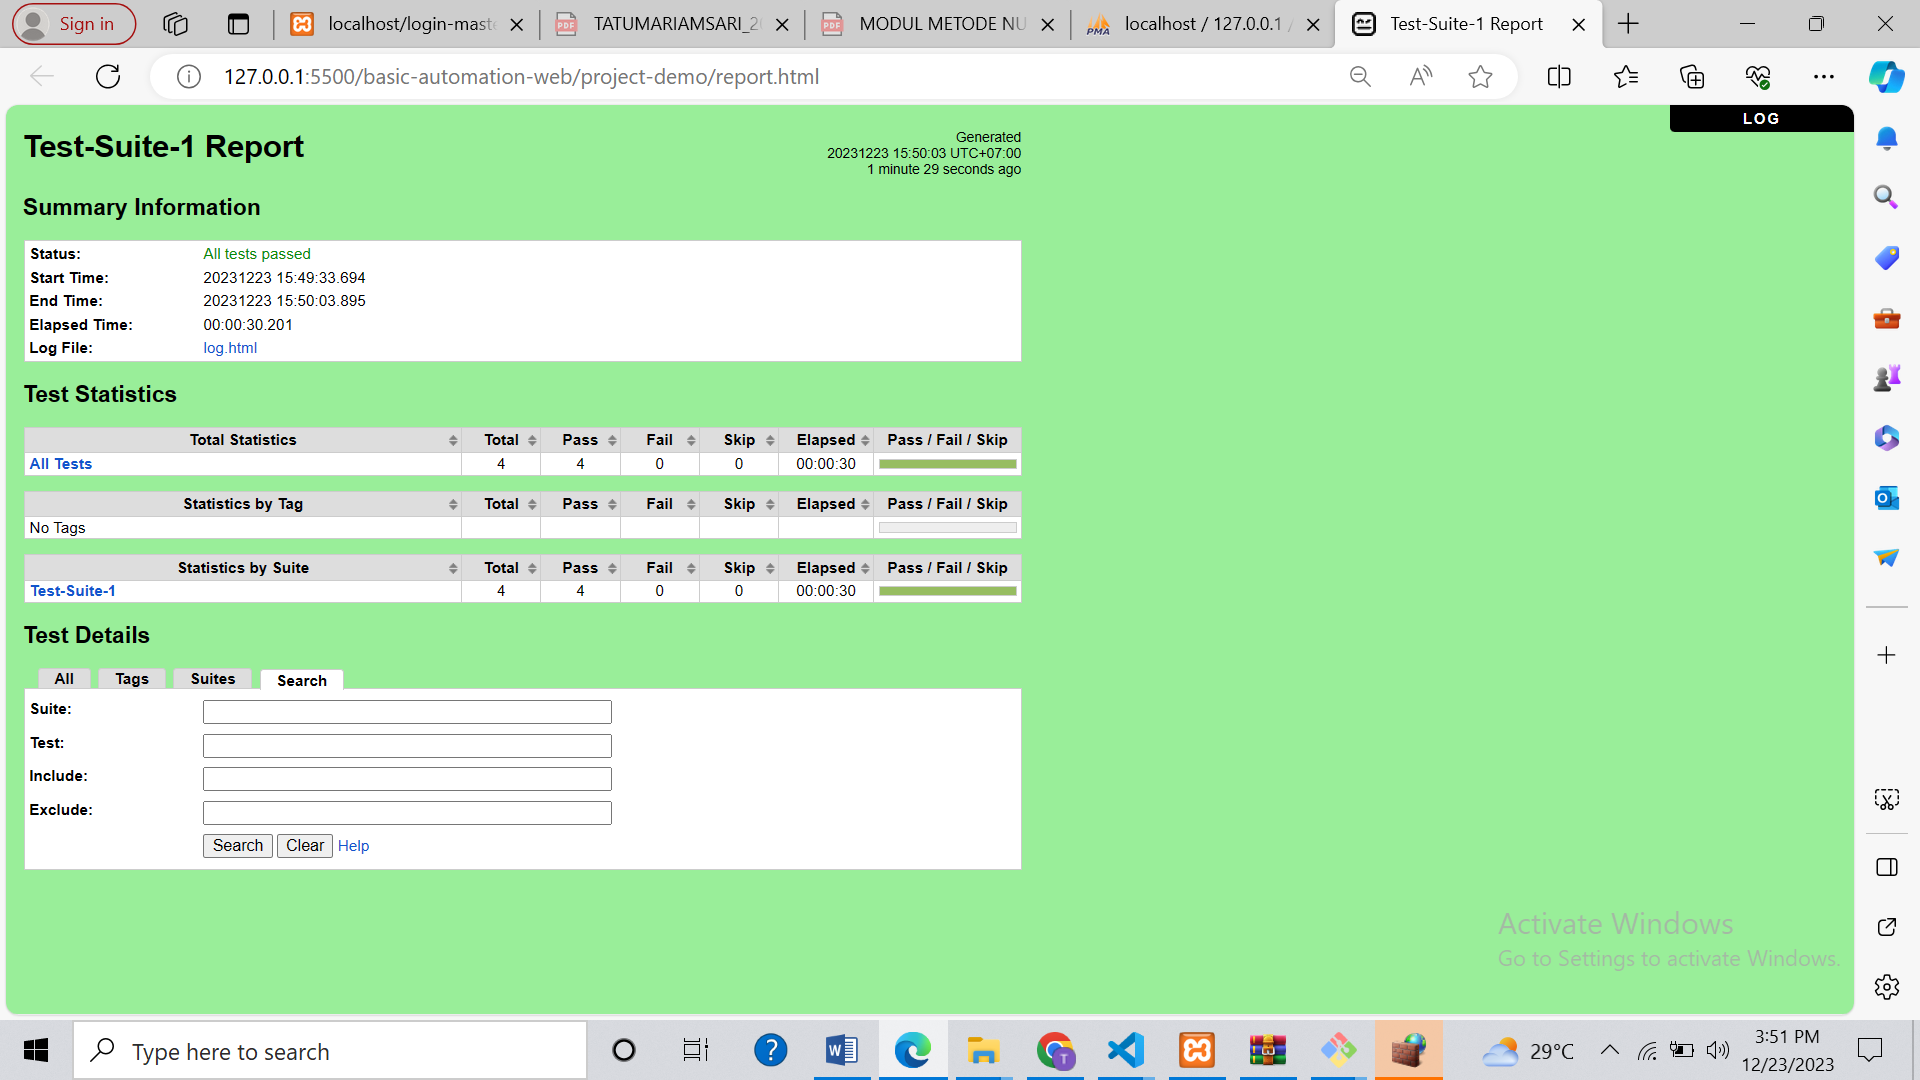 Sign in
localhost/login-maste
TATUMARIAMSARI_20
MODUL METODE NU
localhost / 127.0.0.1 /
Test-Suite-1 Report
127.0.0.1:5500/basic-automation-web/project-demo/report.html
LOG
Test-Suite-1 Report
Generated
20231223 15:50:03 UTC+07:00
1 minute 29 seconds ago
Summary Information
Status: All tests passed
Start Time: 20231223 15:49:33.694
End Time: 20231223 15:50:03.895
Elapsed Time: 00:00:30.201
Log File: log.html
Test Statistics
Total Statistics Total Pass Fail Skip Elapsed Pass / Fail / Skip
All Tests 4 4 0 0 00:00:30
Statistics by Tag Total Pass Fail Skip Elapsed Pass / Fail / Skip
No Tags
Statistics by Suite Total Pass Fail Skip Elapsed Pass / Fail / Skip
Test-Suite-1 4 4 0 0 00:00:30
Test Details
All Tags Suites Search
Suite:
Test:
Include:
Exclude:
Search Clear Help
Activate Windows
Go to Settings to activate Windows.
Type here to search
29°C
3:51 PM
12/23/2023